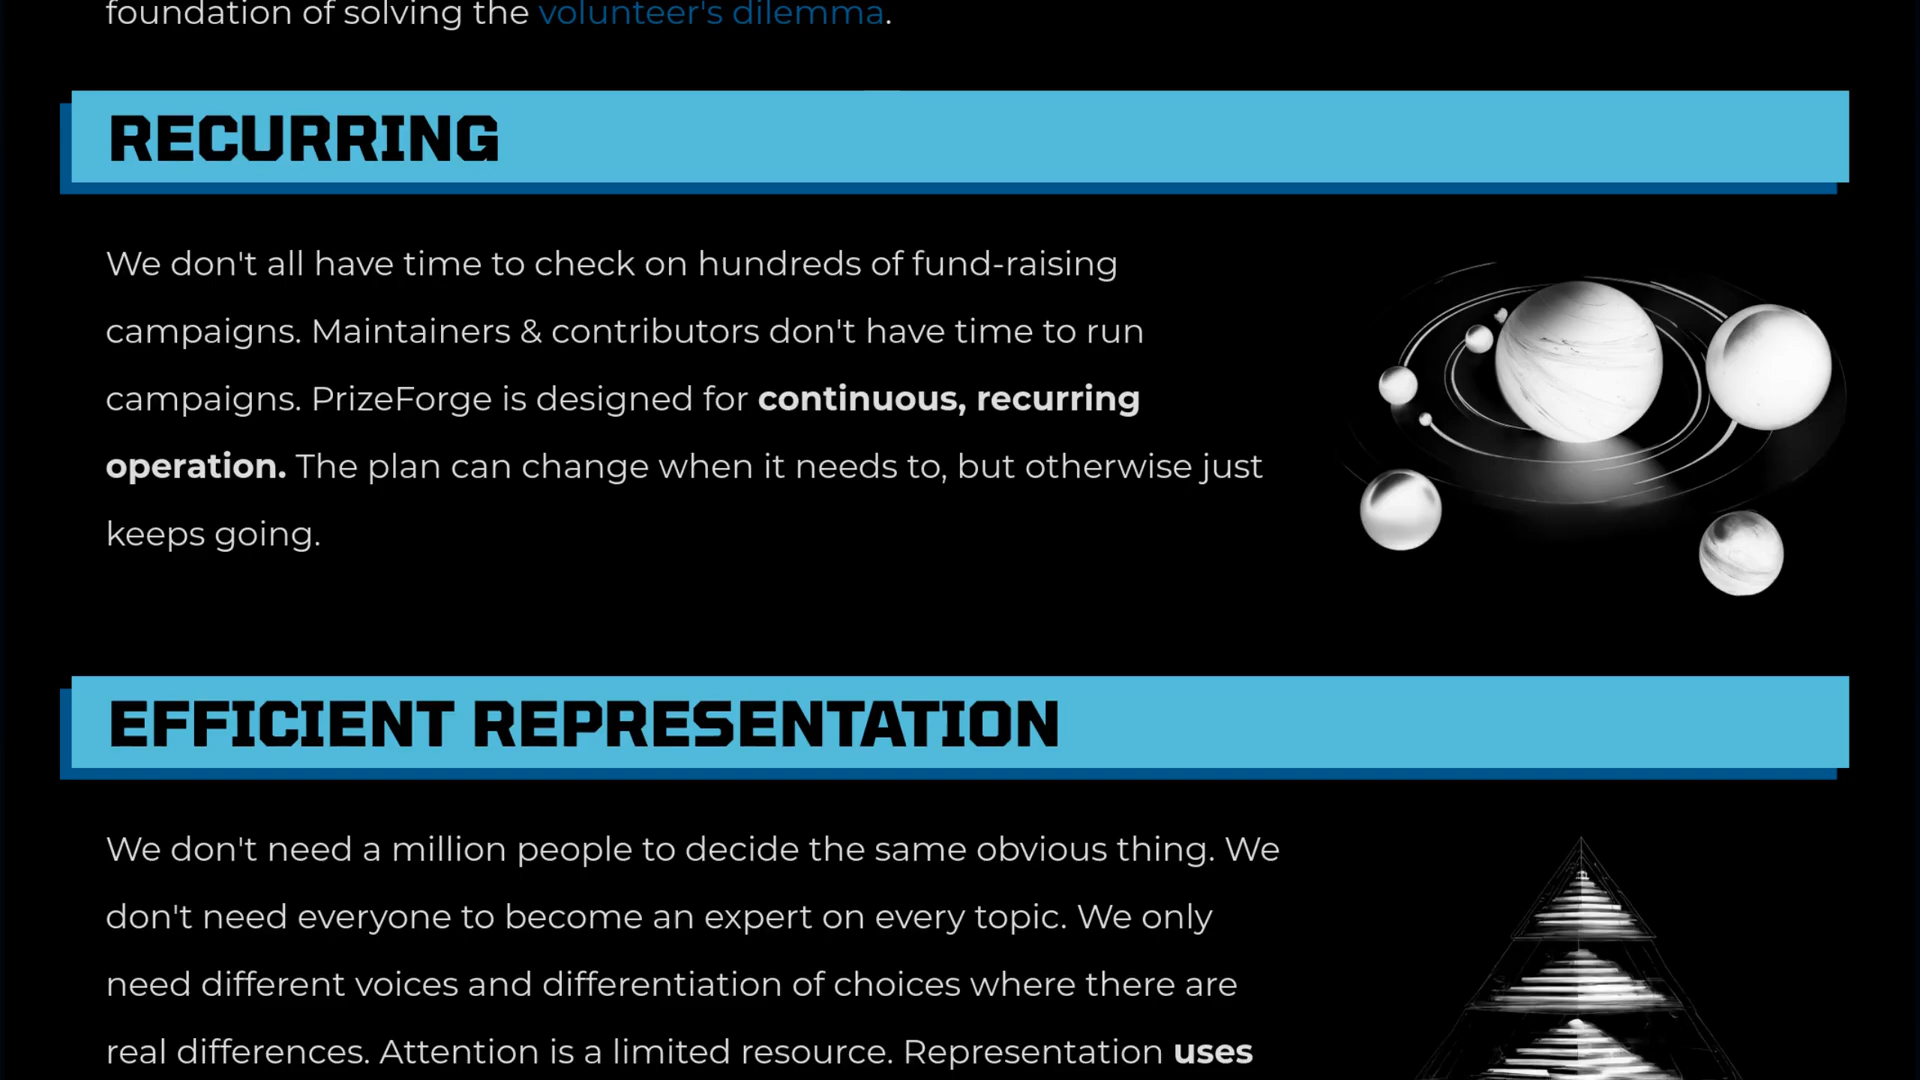 foundation of solving the volunteer's dilemma.
RECURRING
We don't all have time to check on hundreds of fund-raising
campaigns. Maintainers & contributors don't have time to run
campaigns. PrizeForge is designed for continuous, recurring
operation. The plan can change when it needs to, but otherwise just
keeps going.
EFFICIENT REPRESENTATION
We don't need a million people to decide the same obvious thing. We
don't need everyone to become an expert on every topic. We only
need different voices and differentiation of choices where there are
real differences. Attention is a limited resource. Representation uses